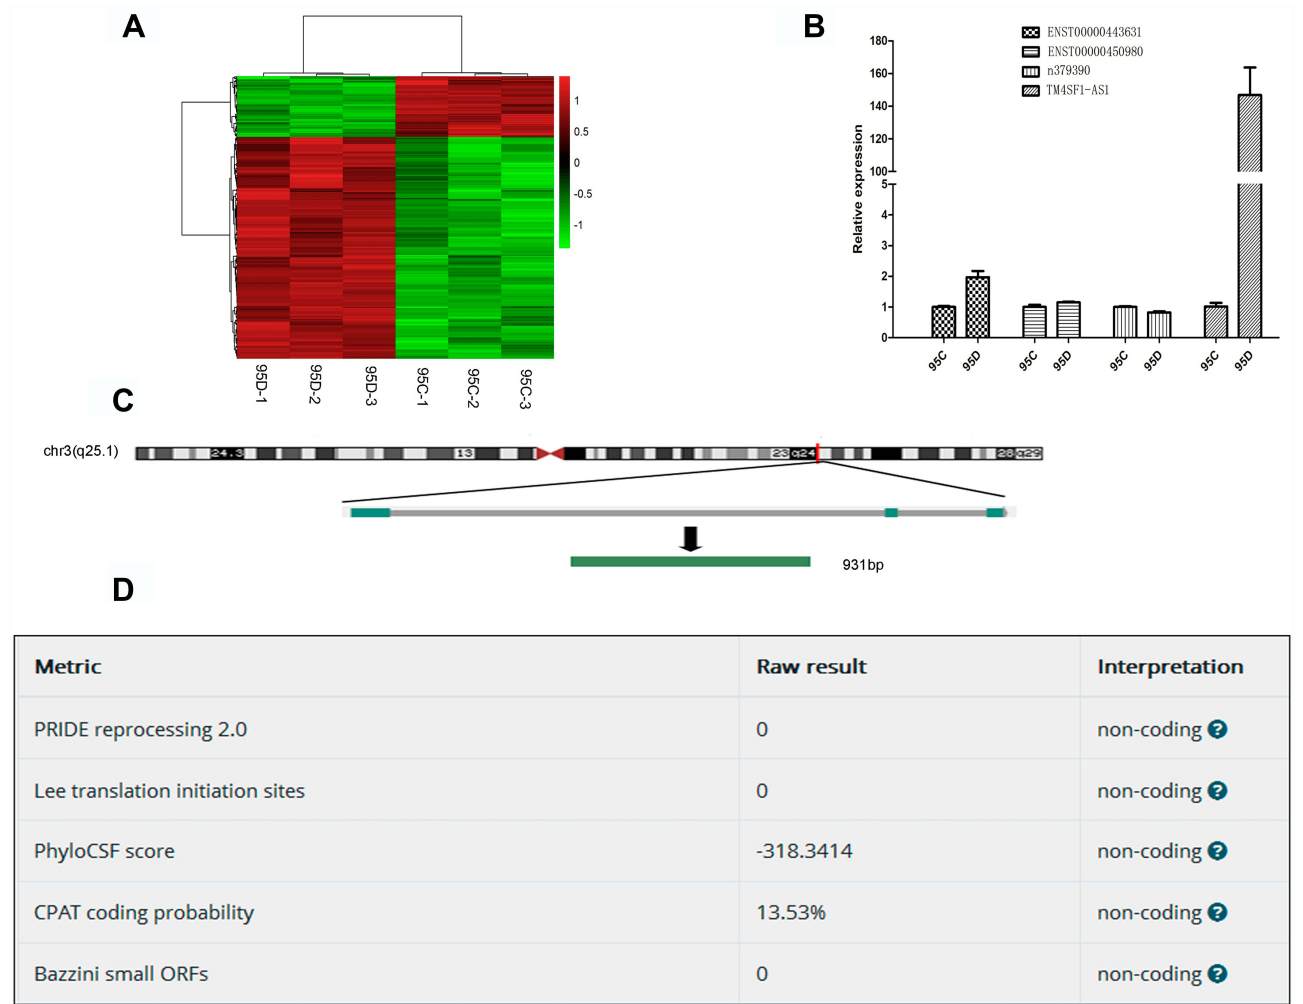 A
1
0.5
0
-0.5
-1
95D-1
95D-2
95D-3
95C-1
95C-2
95C-3
B
ENST00000443631
ENST00000450980
n379390
TM4SF1-AS1
Relative expression
180
160
140
120
100
5
4
3
2
1
0
95C
95D
95C
95D
95C
95D
95C
95D
C
chr3(q25.1)
24.3
13
23
q24
28
q29
931bp
D
Metric Raw result Interpretation
PRIDE reprocessing 2.0 0 non-coding ?
Lee translation initiation sites 0 non-coding ?
PhyloCSF score -318.3414 non-coding ?
CPAT coding probability 13.53% non-coding ?
Bazzini small ORFs 0 non-coding ?